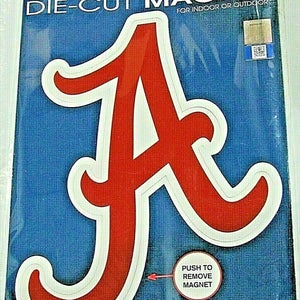 DIE-CUT MA
FOR INDOOR OR OUTDOOR
A
PUSH TO
REMOVE
MAGNET